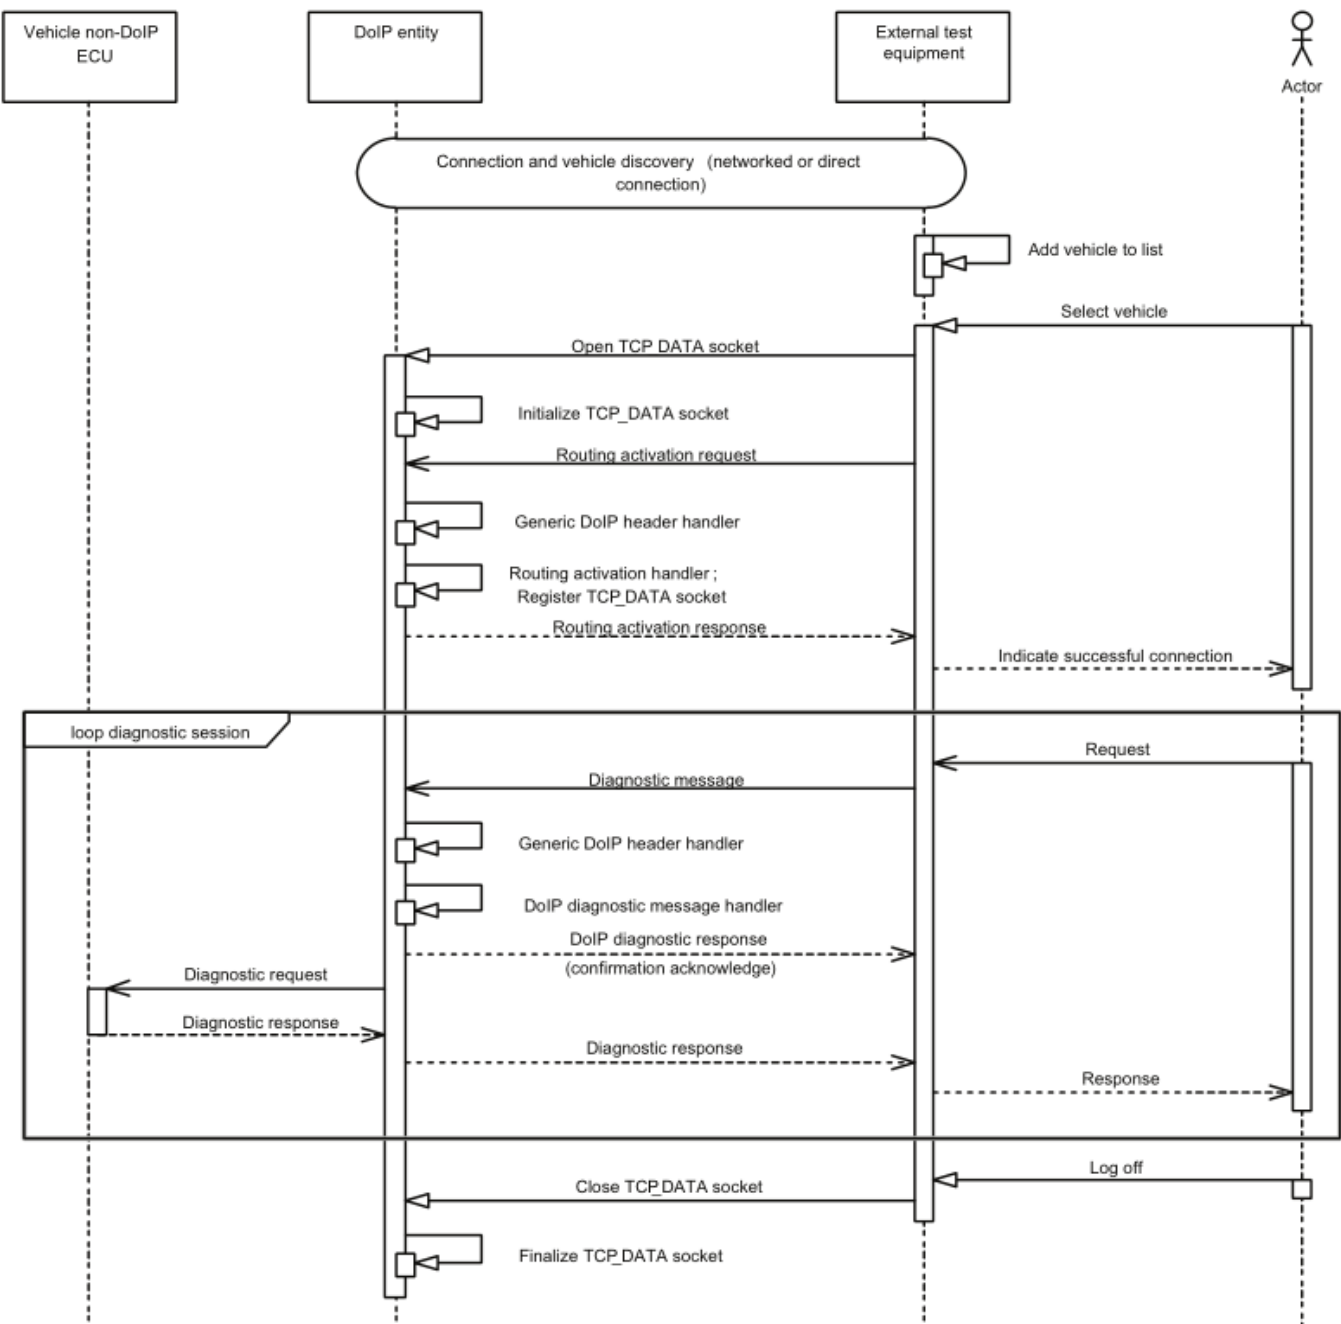 Vehicle non-DoIP
ECU
DoIP entity
External test
equipment
Actor
Connection and vehicle discovery (networked or direct
connection)
Add vehicle to list
Select vehicle
Open TCP DATA socket
Initialize TCP_DATA socket
Routing activation request
Generic DoIP header handler
Routing activation handler ;
Register TCP_DATA socket
Routing activation response
Indicate successful connection
loop diagnostic session
Request
Diagnostic message
Generic DoIP header handler
DoIP diagnostic message handler
DoIP diagnostic response
(confirmation acknowledge)
Diagnostic request
Diagnostic response
Diagnostic response
Response
Log off
Close TCP_DATA socket
Finalize TCP_DATA socket